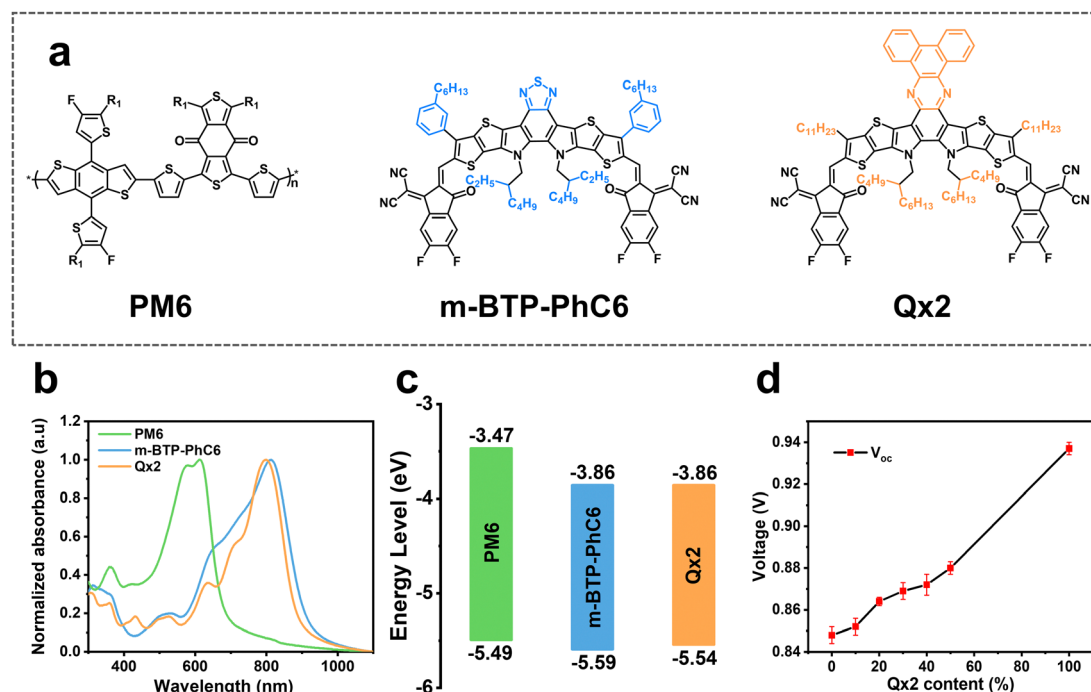 a
F
R₁
S
R₁
S
R₁
O
O
S
S
S
S
*
n
*
S
S
R₁
F
PM6
C₆H₁₃
N
S
N
C₆H₁₃
S
S
S
N
N
S
NC
NC
O
C₂H₅
C₄H₉
C₂H₅
C₄H₉
O
CN
CN
F
F
F
F
m-BTP-PhC6
N
N
C₁₁H₂₃
C₁₁H₂₃
S
S
S
N
N
S
NC
NC
O
C₄H₉
C₆H₁₃
C₄H₉
C₆H₁₃
O
CN
CN
F
F
F
F
Qx2
b
Normalized absorbance (a.u)
1.2
1.0
0.8
0.6
0.4
0.2
0.0
PM6
m-BTP-PhC6
Qx2
400
600
800
1000
Wavelength (nm)
c
Energy Level (eV)
-3
-4
-5
-6
-3.47
PM6
-5.49
-3.86
m-BTP-PhC6
-5.59
-3.86
Qx2
-5.54
d
Voltage (V)
0.94
0.92
0.90
0.88
0.86
0.84
Voc
0
20
40
60
80
100
Qx2 content (%)